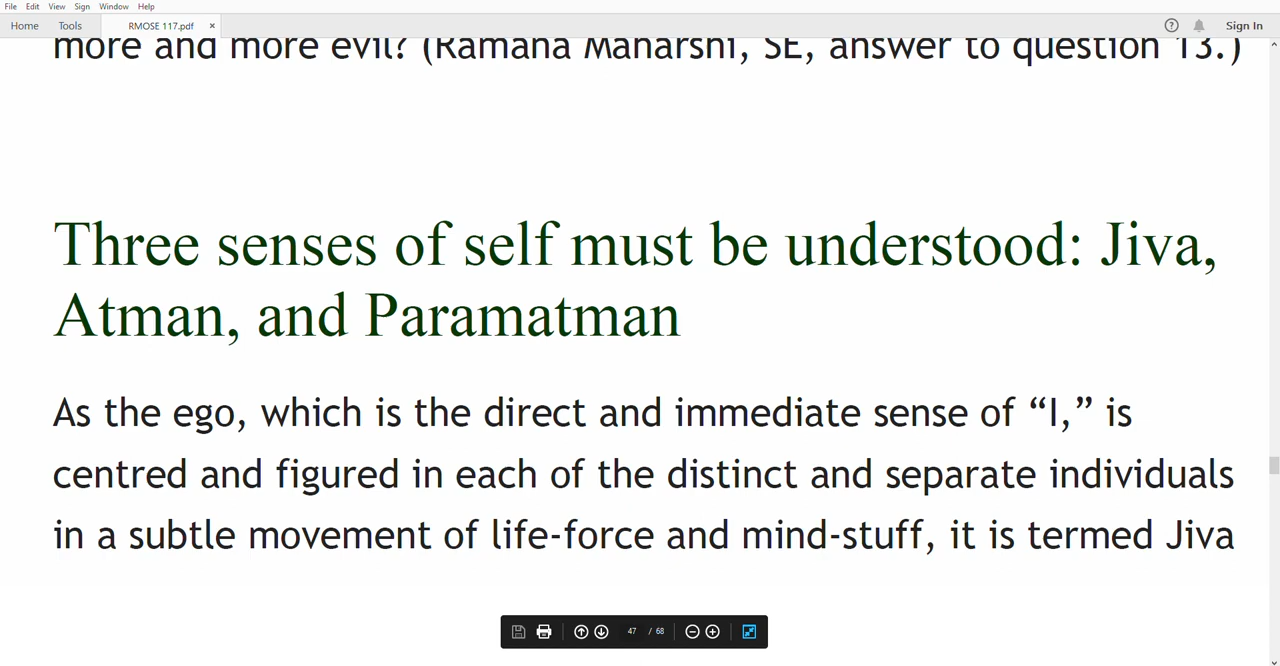 File Edit View Sign Window Help
Home Tools RMOSE 117.pdf × ? Sign In
more and more evil? (Ramana Maharshi, SE, answer to question 13.)
Three senses of self must be understood: Jiva,
Atman, and Paramatman
As the ego, which is the direct and immediate sense of “I,” is
centred and figured in each of the distinct and separate individuals
in a subtle movement of life-force and mind-stuff, it is termed Jiva
47 / 68